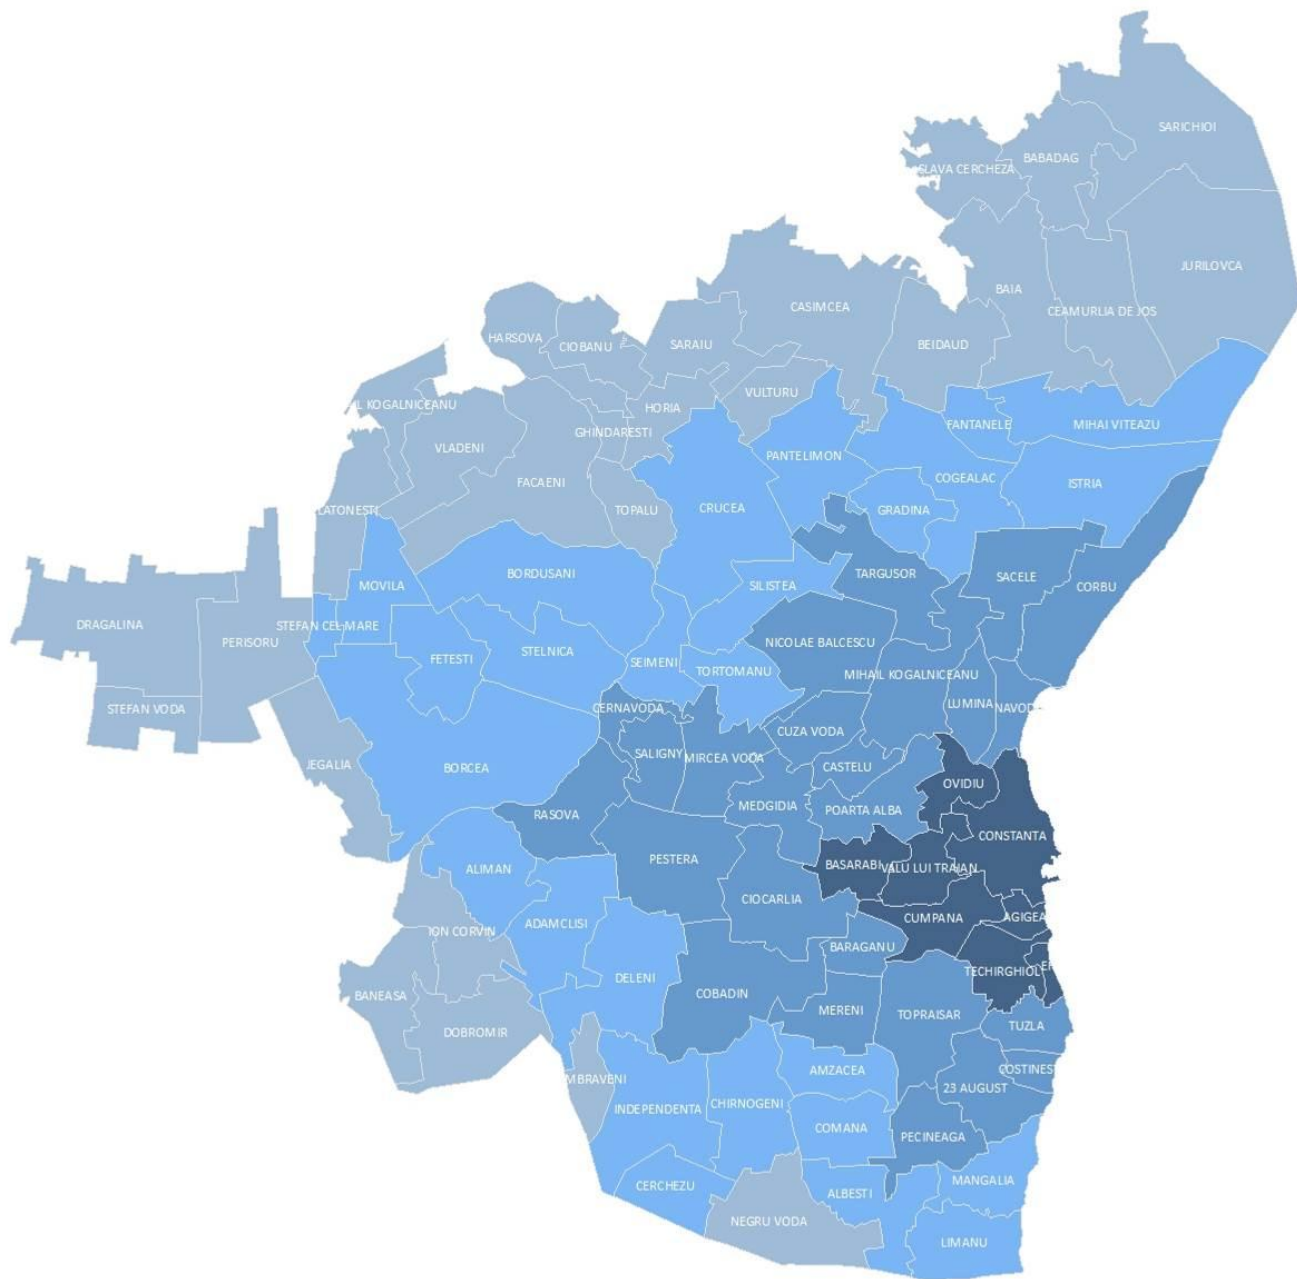 SARICHIOI
BABADAG
SLAVA CERCHEZA
JURILOVCA
BAIA
CEAMURLIA DE JOS
CASIMCEA
BEIDAUD
HARSOVA
CIOBANU
SARAIU
VULTURU
HORIA
L KOGALNICEANU
GHINDARESTI
VLADENI
FACAENI
TOPALU
LATONESTI
FANTANELE
MIHAI VITEAZU
PANTELIMON
COGEALAC
ISTRIA
CRUCEA
GRADINA
TARGUSOR
SACELE
CORBU
BORDUSANI
SILISTEA
MOVILA
DRAGALINA
PERISORU
STEFAN CEL MARE
FETESTI
STELNICA
SEIMENI
TORTOMANU
NICOLAE BALCESCU
MIHAIL KOGALNICEANU
LUMINA
NAVOD
STEFAN VODA
CERNAVODA
CUZA VODA
SALIGNY
MIRCEA VODA
CASTELU
JEGALIA
BORCEA
OVIDIU
MEDGIDIA
POARTA ALBA
RASOVA
CONSTANTA
PESTERA
BASARABI
VALU LUI TRAIAN
ALIMAN
CIOCARLIA
CUMPANA
AGIGEA
ION CORVIN
ADAMCLISI
BARAGANU
TECHIRGHIOL
EF
DELENI
COBADIN
BANEASA
MERENI
TOPRAISAR
TUZLA
DOBROMIR
COSTINES
AMZACEA
MBRAVENI
23 AUGUST
INDEPENDENTA
CHIRNOGENI
COMANA
PECINEAGA
CERCHEZU
ALBESTI
MANGALIA
NEGRU VODA
LIMANU